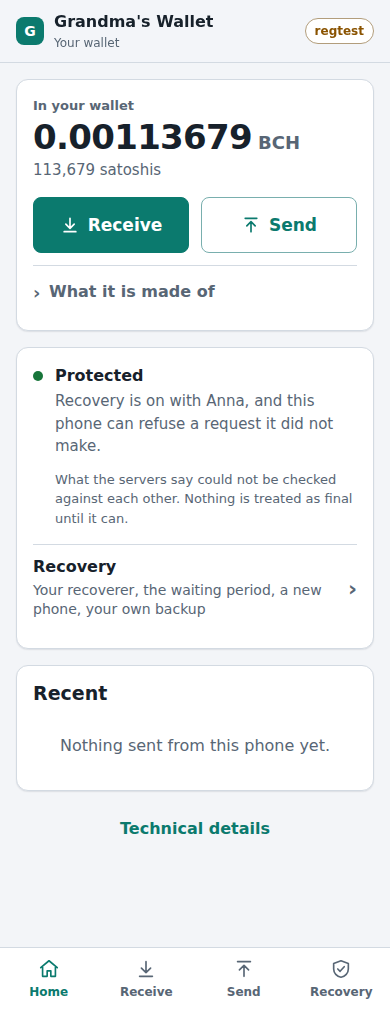 G
Grandma's Wallet
Your wallet
regtest
In your wallet
0.00113679 BCH
113,679 satoshis
Receive
Send
› What it is made of
Protected
Recovery is on with Anna, and this
phone can refuse a request it did not
make.
What the servers say could not be checked
against each other. Nothing is treated as final
until it can.
Recovery
Your recoverer, the waiting period, a new
phone, your own backup
›
Recent
Nothing sent from this phone yet.
Technical details
Home
Receive
Send
Recovery